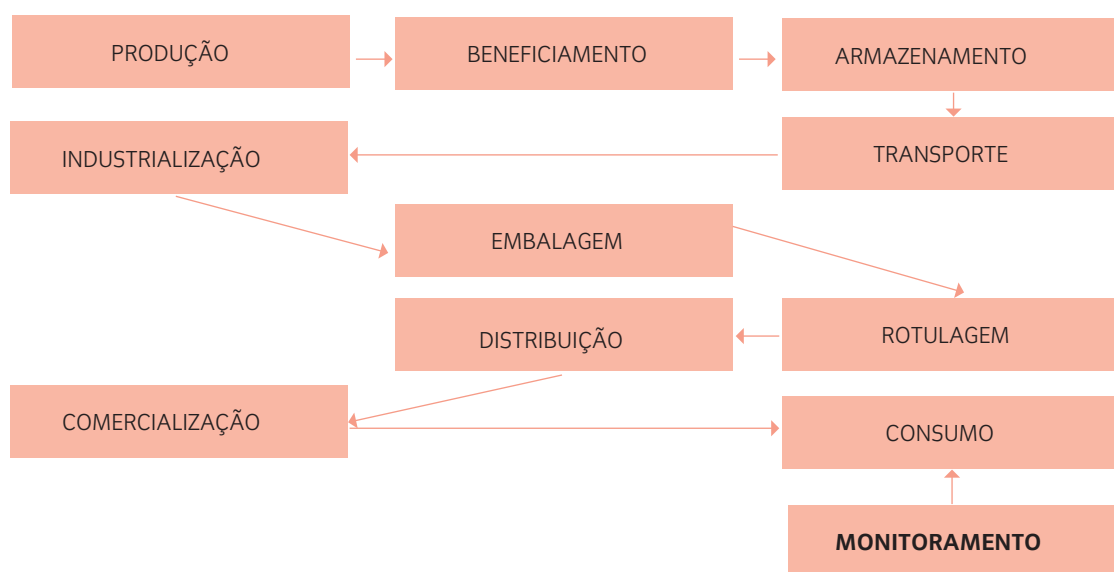 PRODUÇÃO
BENEFICIAMENTO
ARMAZENAMENTO
INDUSTRIALIZAÇÃO
TRANSPORTE
EMBALAGEM
DISTRIBUIÇÃO
ROTULAGEM
COMERCIALIZAÇÃO
CONSUMO
MONITORAMENTO